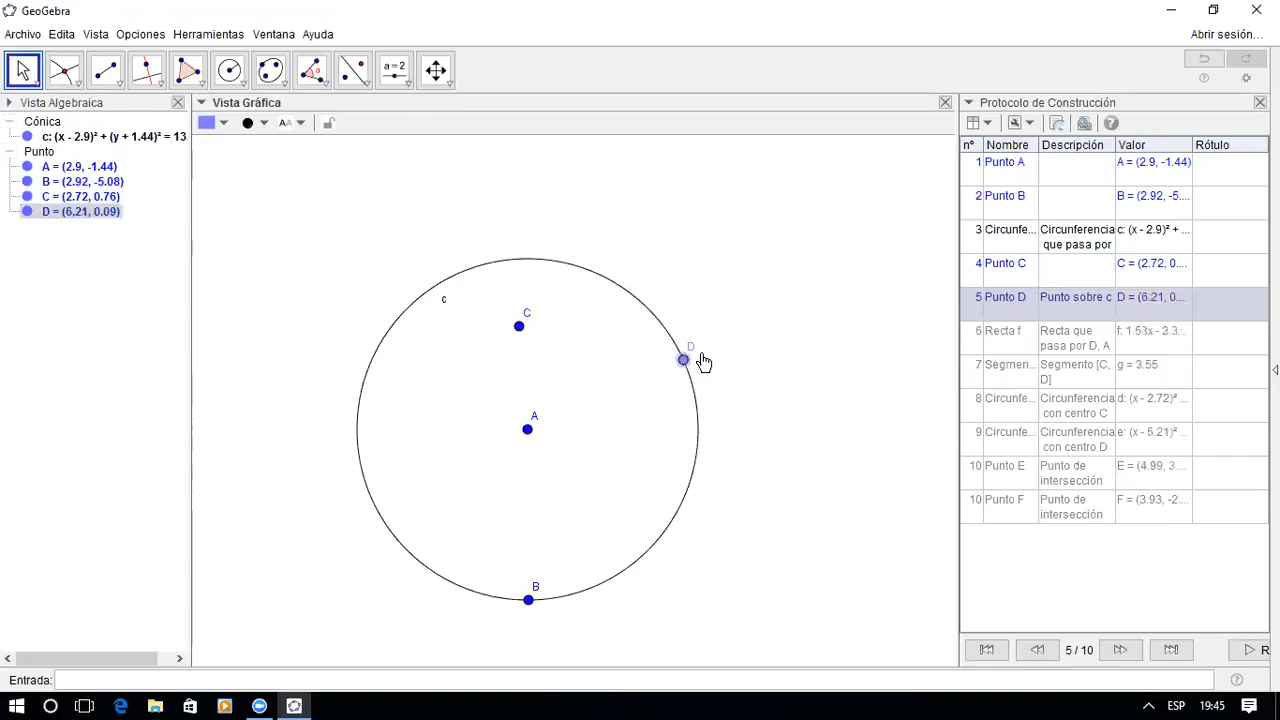 GeoGebra
Archivo Edita Vista Opciones Herramientas Ventana Ayuda
Abrir sesión...
a = 2
Vista Algebraica
Vista Gráfica
Protocolo de Construcción
Cónica
c: (x - 2.9)² + (y + 1.44)² = 13
Punto
A = (2.9, -1.44)
B = (2.92, -5.08)
C = (2.72, 0.76)
D = (6.21, 0.09)
AA
c
C
D
A
B
nº Nombre Descripción Valor Rótulo
1 Punto A A = (2.9, -1.44)
2 Punto B B = (2.92, -5....
3 Circunfe... Circunferencia c: (x - 2.9)² + ...
que pasa por
4 Punto C C = (2.72, 0....
5 Punto D Punto sobre c D = (6.21, 0....
6 Recta f Recta que
pasa por D, A
7 Segmen... Segmento [C, g = 3.55
D]
8 Circunfe... Circunferencia d: (x - 2.72)² ...
con centro C
9 Circunfe... Circunferencia
con centro D
10 Punto E Punto de E = (4.99, 3....
intersección
10 Punto F Punto de F = (3.93, -2...
intersección
5 / 10
R
Entrada:
ESP 19:45